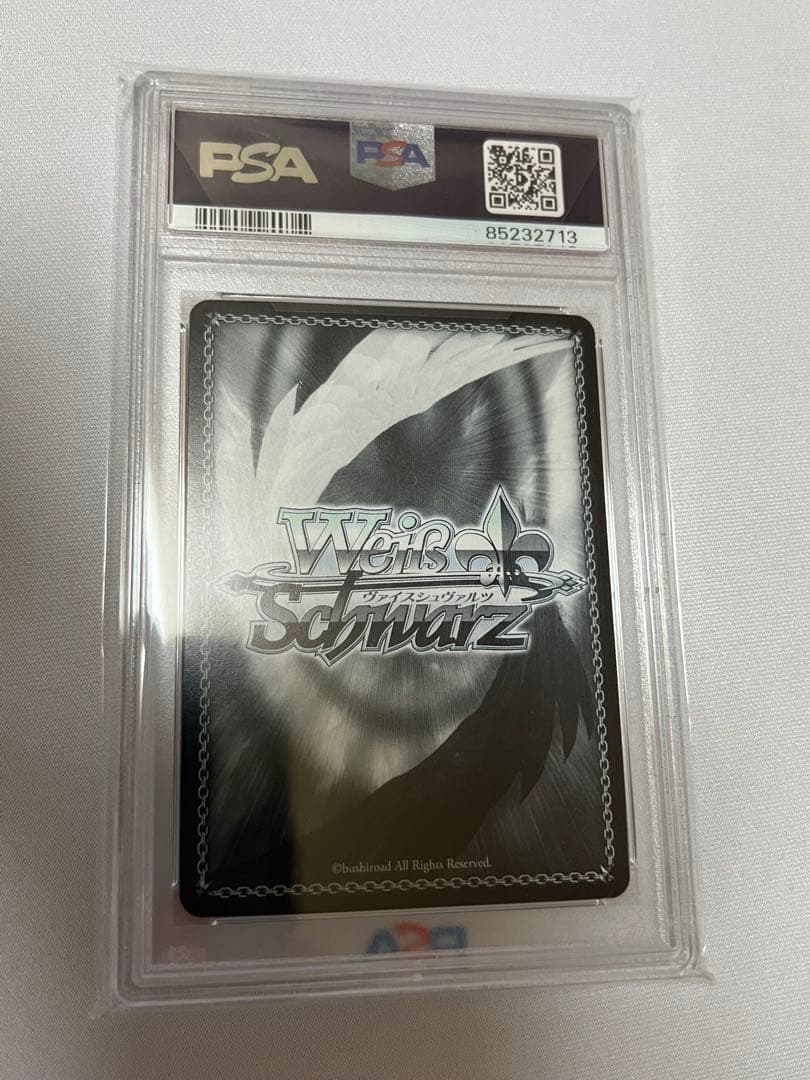 PSA
PSA
85232713
Weiß
ヴァイスシュヴァルツ
Schwarz
©bushiroad All Rights Reserved.
PSA